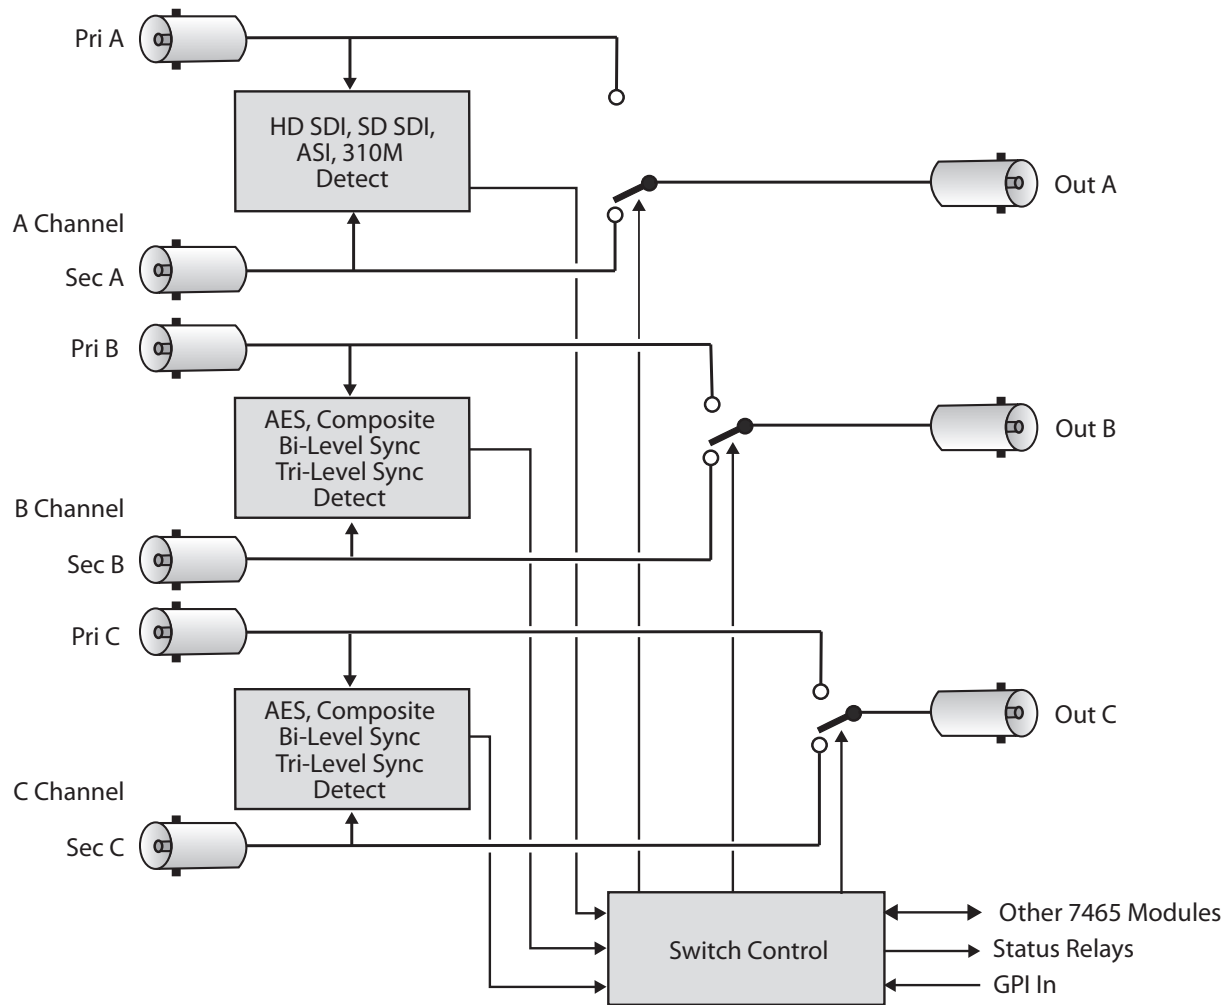 Pri A
HD SDI, SD SDI,
ASI, 310M
Detect
Out A
A Channel
Sec A
Pri B
AES, Composite
Bi-Level Sync
Tri-Level Sync
Detect
Out B
B Channel
Sec B
Pri C
AES, Composite
Bi-Level Sync
Tri-Level Sync
Detect
Out C
C Channel
Sec C
Switch Control
Other 7465 Modules
Status Relays
GPI In